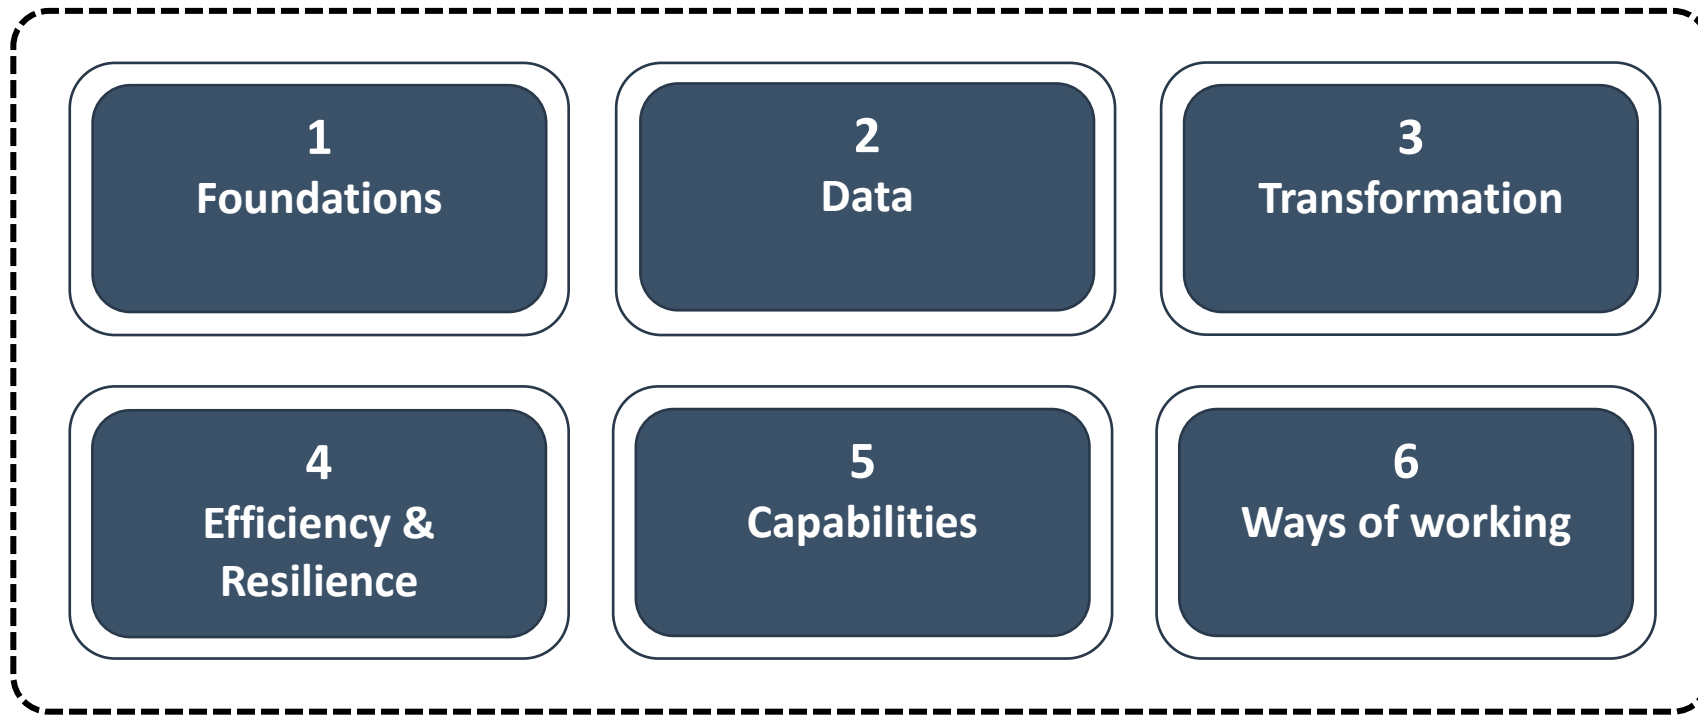 1
Foundations
2
Data
3
Transformation
4
Efficiency &
Resilience
5
Capabilities
6
Ways of working